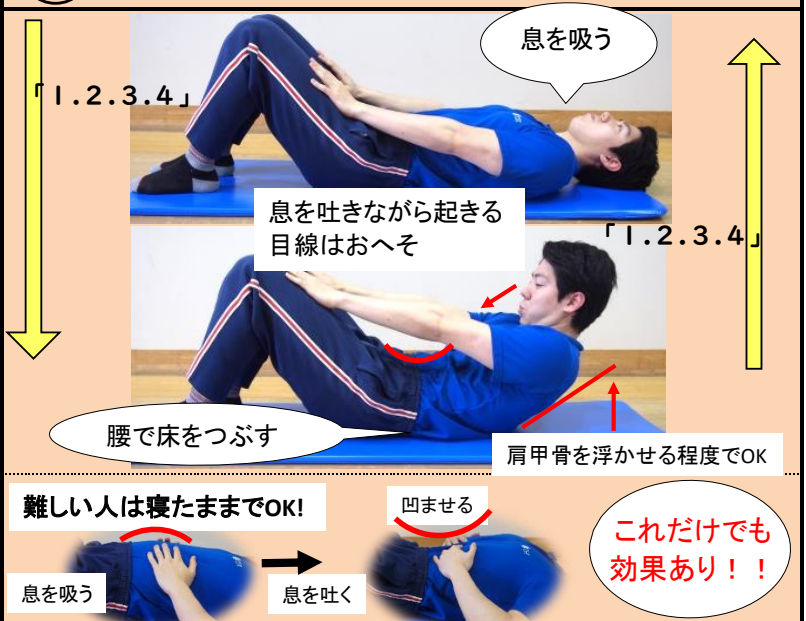 息を吸う
「1.2.3.4」
息を吐きながら起きる
目線はおへそ
「1.2.3.4」
腰で床をつぶす
肩甲骨を浮かせる程度でOK
難しい人は寝たままでOK!
凹ませる
これだけでも
効果あり！！
息を吸う
息を吐く